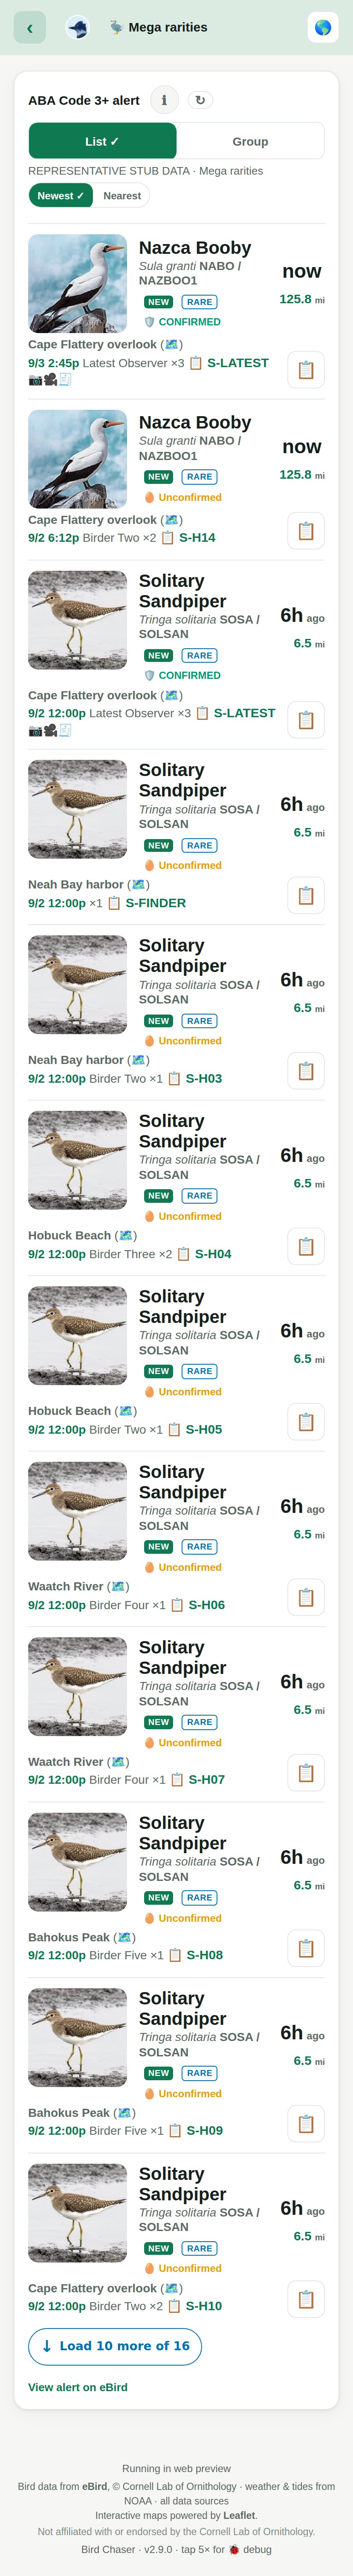 Mega rarities
ABA Code 3+ alert
List ✓
Group
REPRESENTATIVE STUB DATA · Mega rarities
Newest ✓
Nearest
Nazca Booby
Sula granti NABO /
NAZBOO1
NEW RARE
CONFIRMED
now
125.8 mi
Cape Flattery overlook ( )
9/3 2:45p Latest Observer ×3 S-LATEST
Nazca Booby
Sula granti NABO /
NAZBOO1
NEW RARE
Unconfirmed
now
125.8 mi
Cape Flattery overlook ( )
9/2 6:12p Birder Two ×2 S-H14
Solitary
Sandpiper
Tringa solitaria SOSA /
SOLSAN
NEW RARE
CONFIRMED
6h ago
6.5 mi
Cape Flattery overlook ( )
9/2 12:00p Latest Observer ×3 S-LATEST
Solitary
Sandpiper
Tringa solitaria SOSA /
SOLSAN
NEW RARE
Unconfirmed
6h ago
6.5 mi
Neah Bay harbor ( )
9/2 12:00p ×1 S-FINDER
Solitary
Sandpiper
Tringa solitaria SOSA /
SOLSAN
NEW RARE
Unconfirmed
6h ago
6.5 mi
Neah Bay harbor ( )
9/2 12:00p Birder Two ×1 S-H03
Solitary
Sandpiper
Tringa solitaria SOSA /
SOLSAN
NEW RARE
Unconfirmed
6h ago
6.5 mi
Hobuck Beach ( )
9/2 12:00p Birder Three ×2 S-H04
Solitary
Sandpiper
Tringa solitaria SOSA /
SOLSAN
NEW RARE
Unconfirmed
6h ago
6.5 mi
Hobuck Beach ( )
9/2 12:00p Birder Two ×1 S-H05
Solitary
Sandpiper
Tringa solitaria SOSA /
SOLSAN
NEW RARE
Unconfirmed
6h ago
6.5 mi
Waatch River ( )
9/2 12:00p Birder Four ×1 S-H06
Solitary
Sandpiper
Tringa solitaria SOSA /
SOLSAN
NEW RARE
Unconfirmed
6h ago
6.5 mi
Waatch River ( )
9/2 12:00p Birder Four ×1 S-H07
Solitary
Sandpiper
Tringa solitaria SOSA /
SOLSAN
NEW RARE
Unconfirmed
6h ago
6.5 mi
Bahokus Peak ( )
9/2 12:00p Birder Five ×1 S-H08
Solitary
Sandpiper
Tringa solitaria SOSA /
SOLSAN
NEW RARE
Unconfirmed
6h ago
6.5 mi
Bahokus Peak ( )
9/2 12:00p Birder Five ×1 S-H09
Solitary
Sandpiper
Tringa solitaria SOSA /
SOLSAN
NEW RARE
Unconfirmed
6h ago
6.5 mi
Cape Flattery overlook ( )
9/2 12:00p Birder Two ×2 S-H10
↓ Load 10 more of 16
View alert on eBird
Running in web preview
Bird data from eBird, © Cornell Lab of Ornithology · weather & tides from
NOAA · all data sources
Interactive maps powered by Leaflet.
Not affiliated with or endorsed by the Cornell Lab of Ornithology.
Bird Chaser · v2.9.0 · tap 5× for debug